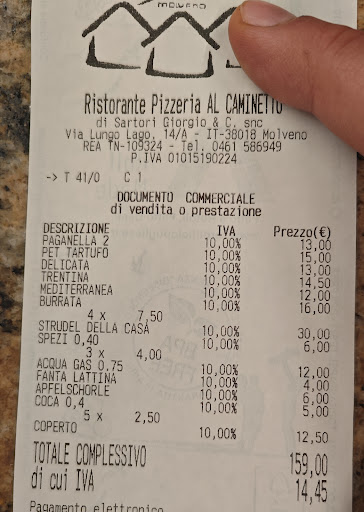 MOLVENO
Ristorante Pizzeria AL CAMINETTO
di Sartori Giorgio & C. snc
Via Lungo Lago, 14/A - IT-38018 Molveno
REA TN-109324 - Tel. 0461 586949
P.IVA 01015190224
-> T 41/0 C 1
DOCUMENTO COMMERCIALE
di vendita o prestazione
DESCRIZIONE IVA Prezzo(€)
PAGANELLA 2 10,00% 13,00
PET TARTUFO 10,00% 15,00
DELICATA 10,00% 13,00
TRENTINA 10,00% 14,50
MEDITERRANEA 10,00% 12,00
BURRATA 10,00% 16,00
4 x 7,50
STRUDEL DELLA CASA 10,00% 30,00
SPEZI 0,40 10,00% 6,00
3 x 4,00
ACQUA GAS 0.75 10,00% 12,00
FANTA LATTINA 10,00% 4,00
APFELSCHORLE 10,00% 6,00
COCA 0,4 10,00% 5,00
5 x 2,50
COPERTO 10,00% 12,50
TOTALE COMPLESSIVO 159,00
di cui IVA 14,45
Pagamento elettronico